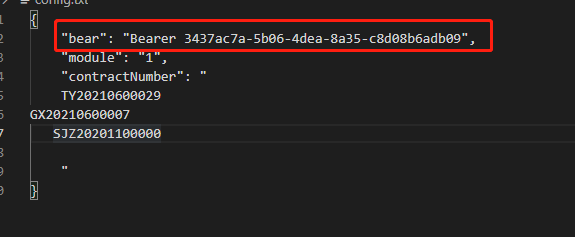 config.txt
1 {
2 "bear": "Bearer 3437ac7a-5b06-4dea-8a35-c8d08b6adb09",
3 "module": "1",
4 "contractNumber": "
5 TY20210600029
6 GX20210600007
7 SJZ20201100000
8
9 "
0 }